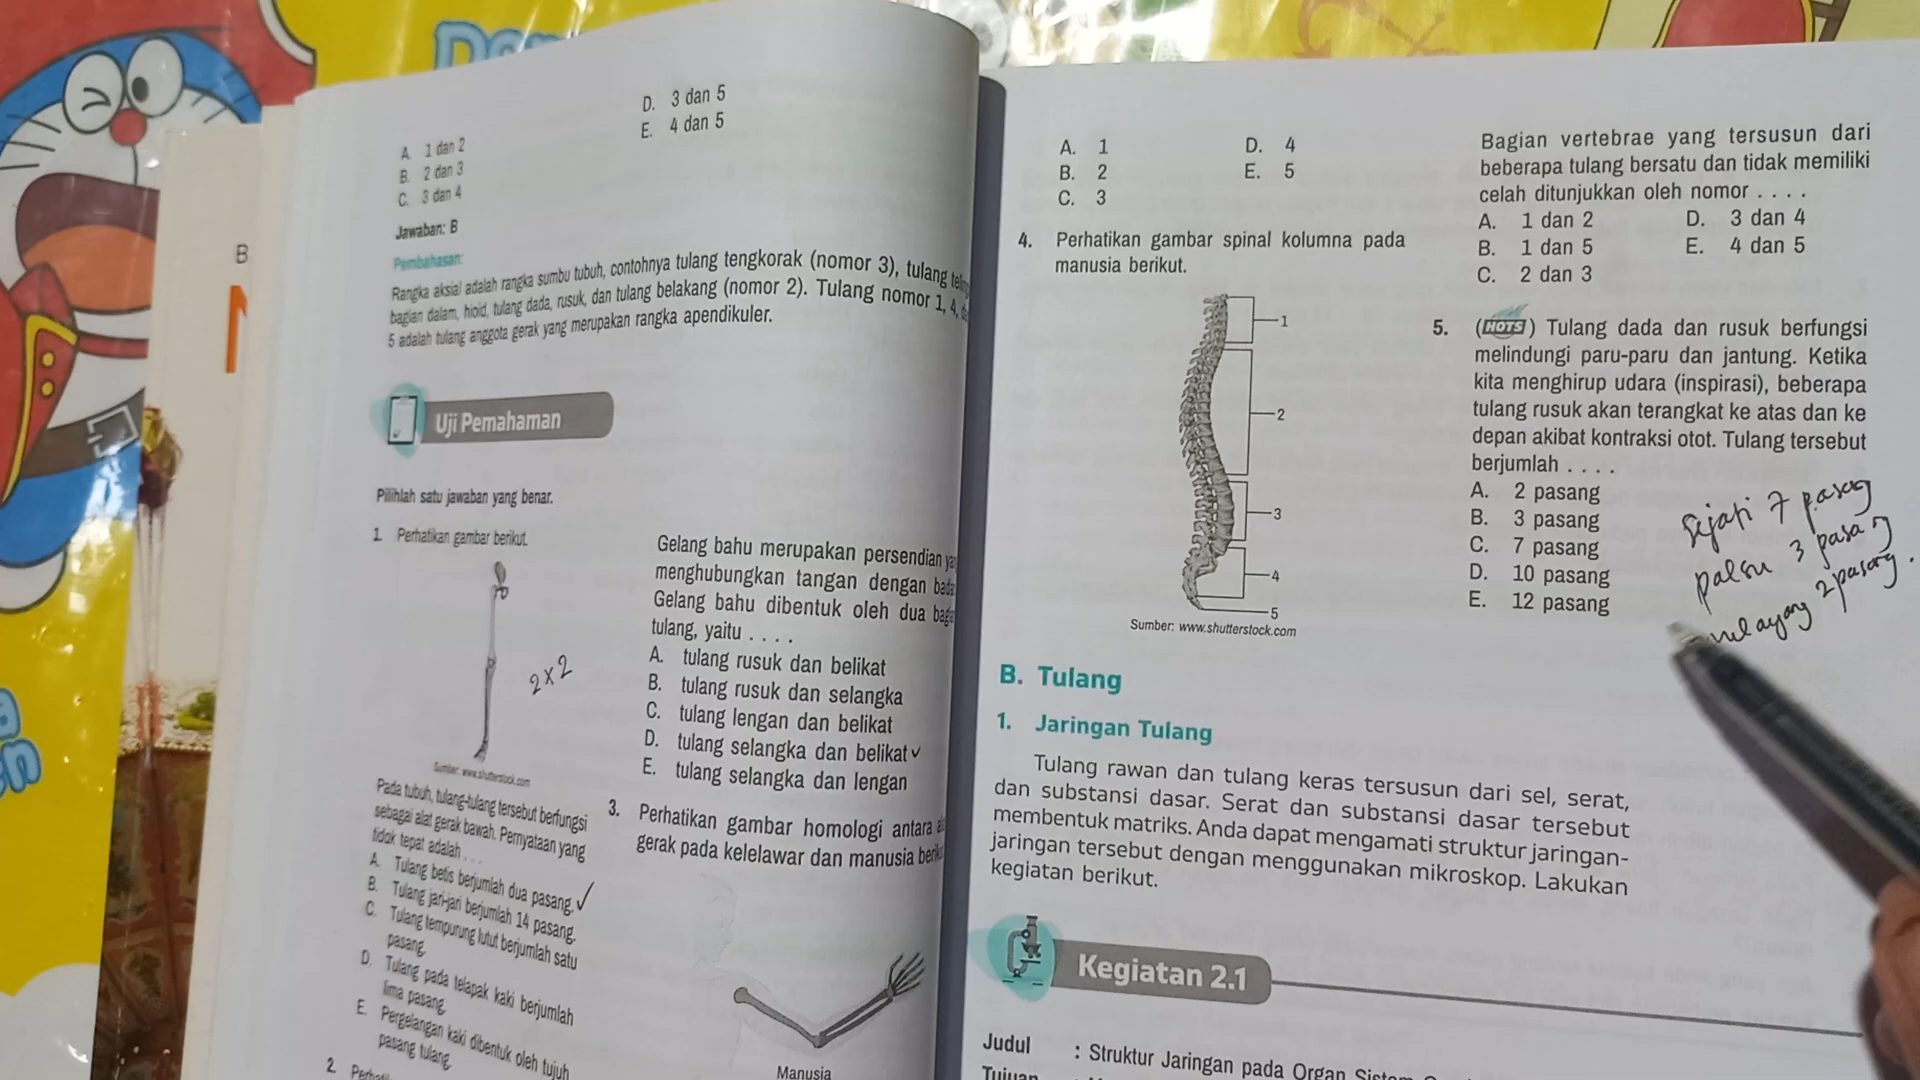 A. 1 dan 2
B. 2 dan 3
C. 3 dan 4
D. 3 dan 5
E. 4 dan 5
Jawaban: B
Pembahasan:
Rangka aksial adalah rangka sumbu tubuh, contohnya tulang tengkorak (nomor 3), tulang
bagian dalam, hioid, tulang dada, rusuk, dan tulang belakang (nomor 2). Tulang nomor 1, 4,
5 adalah tulang anggota gerak yang merupakan rangka apendikuler.
Uji Pemahaman
Pilihlah satu jawaban yang benar.
1. Perhatikan gambar berikut.
2x2
Sumber: www.shutterstock.com
Pada tubuh, tulang-tulang tersebut berfungsi
sebagai alat gerak bawah. Pernyataan yang
tidak tepat adalah . . .
A. Tulang betis berjumlah dua pasang. ✓
B. Tulang jari-jari berjumlah 14 pasang.
C. Tulang tempurung lutut berjumlah satu
pasang.
D. Tulang pada telapak kaki berjumlah
lima pasang.
E. Pergelangan kaki dibentuk oleh tujuh
pasang tulang.
2.
Gelang bahu merupakan persendian
menghubungkan tangan dengan
Gelang bahu dibentuk oleh dua
tulang, yaitu . . . .
A. tulang rusuk dan belikat
B. tulang rusuk dan selangka
C. tulang lengan dan belikat
D. tulang selangka dan belikat ✓
E. tulang selangka dan lengan
3. Perhatikan gambar homologi antara
gerak pada kelelawar dan manusia
Manusia
A. 1
B. 2
C. 3
D. 4
E. 5
4. Perhatikan gambar spinal kolumna pada
manusia berikut.
1
2
3
4
5
Sumber: www.shutterstock.com
Bagian vertebrae yang tersusun dari
beberapa tulang bersatu dan tidak memiliki
celah ditunjukkan oleh nomor . . . .
A. 1 dan 2
B. 1 dan 5
C. 2 dan 3
D. 3 dan 4
E. 4 dan 5
5. (HOTS) Tulang dada dan rusuk berfungsi
melindungi paru-paru dan jantung. Ketika
kita menghirup udara (inspirasi), beberapa
tulang rusuk akan terangkat ke atas dan ke
depan akibat kontraksi otot. Tulang tersebut
berjumlah . . . .
A. 2 pasang
B. 3 pasang
C. 7 pasang
D. 10 pasang
E. 12 pasang
Sejati 7 pasang
palsu 3 pasang
melayang 2 pasang.
B. Tulang
1. Jaringan Tulang
Tulang rawan dan tulang keras tersusun dari sel, serat,
dan substansi dasar. Serat dan substansi dasar tersebut
membentuk matriks. Anda dapat mengamati struktur jaringan-
jaringan tersebut dengan menggunakan mikroskop. Lakukan
kegiatan berikut.
Kegiatan 2.1
Judul : Struktur Jaringan pada Organ
Tujuan
B